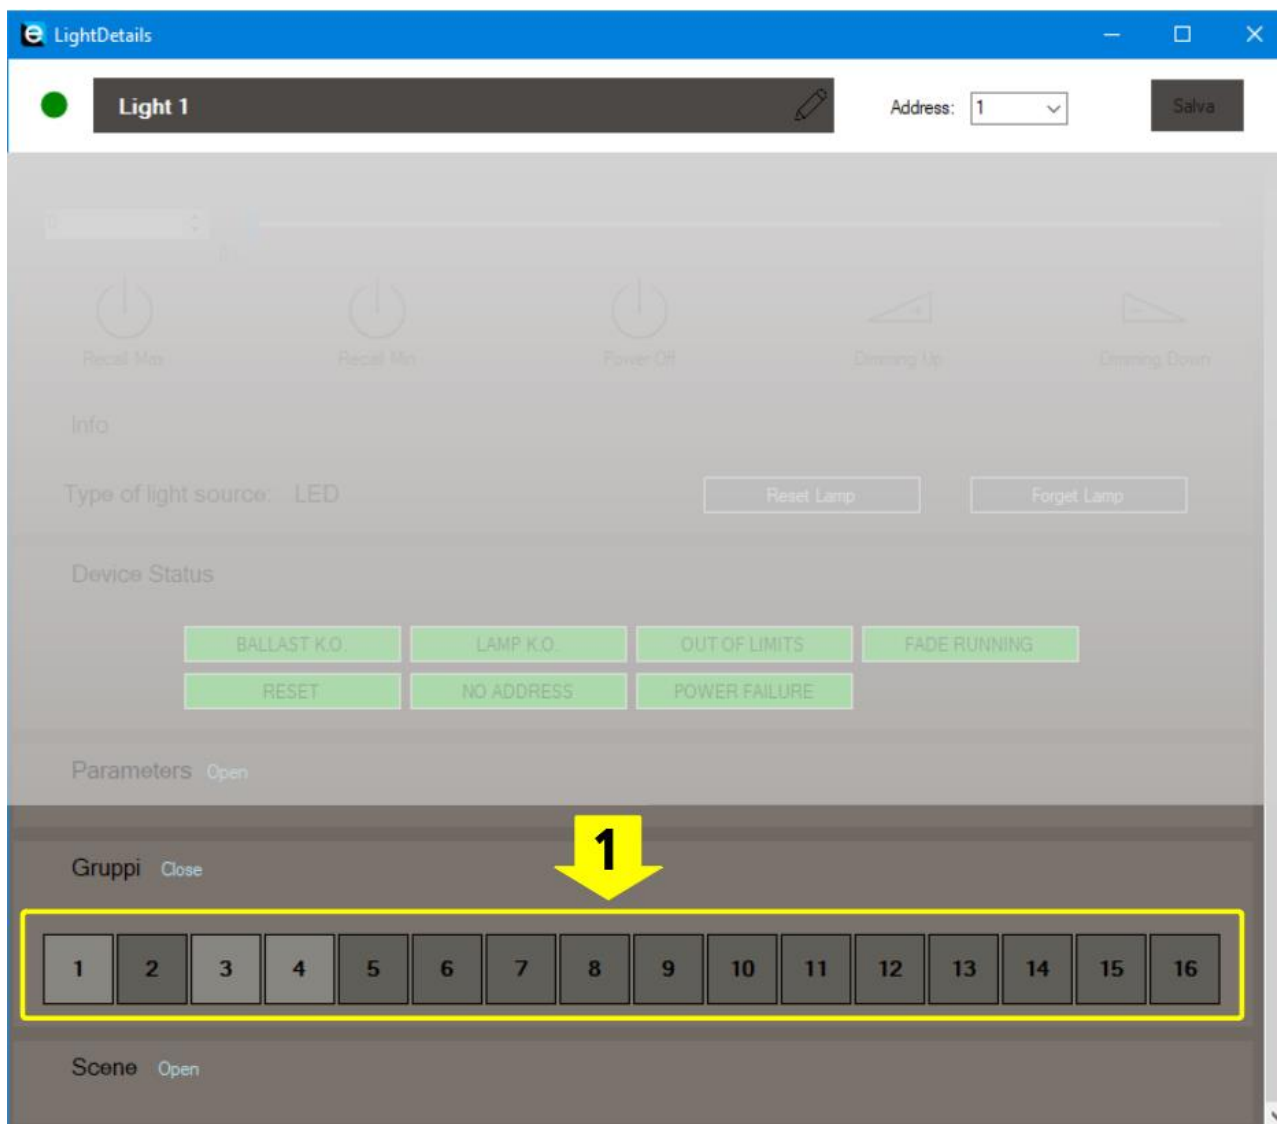 LightDetails
Light 1 Address: 1 Salva
0
Recall Max Recall Min Power Off Dimming Up Dimming Down
Info
Type of light source: LED Reset Lamp Forget Lamp
Device Status
BALLAST K.O. LAMP K.O. OUT OF LIMITS FADE RUNNING
RESET NO ADDRESS POWER FAILURE
Parameters Open
1
Gruppi Close
1 2 3 4 5 6 7 8 9 10 11 12 13 14 15 16
Scene Open